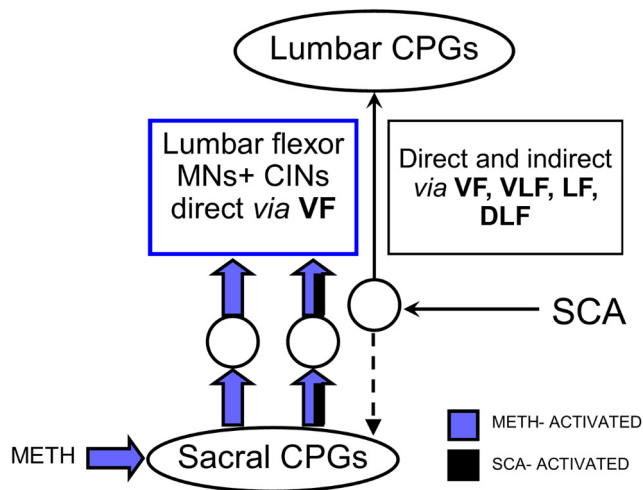 Lumbar CPGs
Lumbar flexor
MNs+ CINs
direct via VF
Direct and indirect
via VF, VLF, LF,
DLF
SCA
METH
Sacral CPGs
METH- ACTIVATED
SCA- ACTIVATED